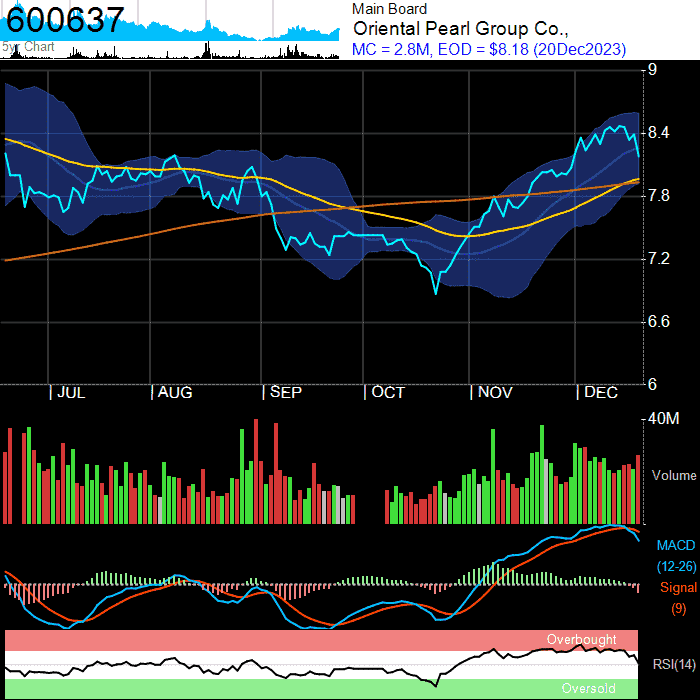 600637
5yr Chart
Main Board
Oriental Pearl Group Co.,
MC = 2.8M, EOD = $8.18 (20Dec2023)
9
8.4
7.8
7.2
6.6
6
| JUL | AUG | SEP | OCT | NOV | DEC
40M
Volume
MACD
(12-26)
Signal
(9)
Overbought
RSI(14)
Oversold